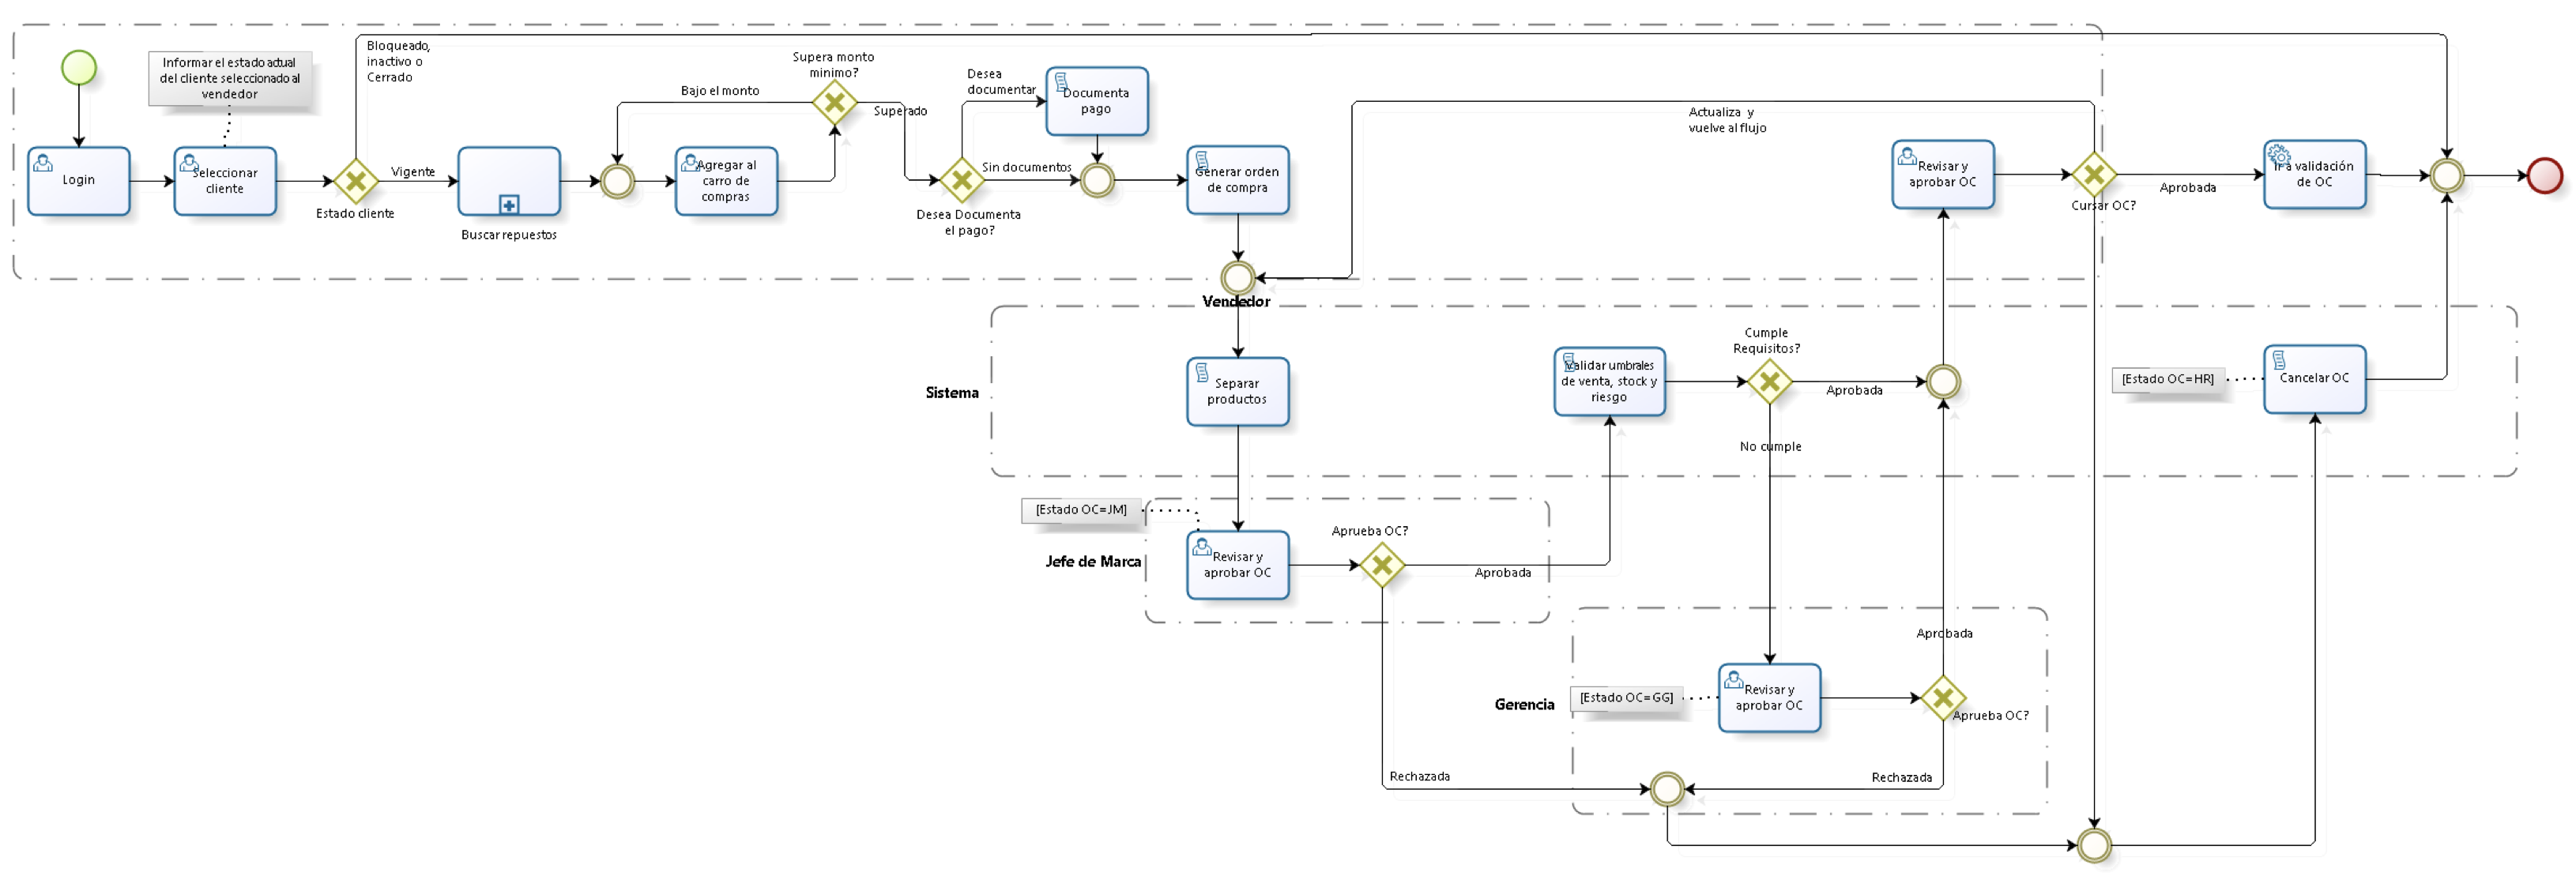 Bloqueado,
inactivo o
Cerrado
Informar el estado actual
del cliente seleccionado al
vendedor
Supera monto
minimo?
Bajo el monto
Superado
Desea
documentar
Documenta
pago
Actualiza y
vuelve al flujo
Login
Seleccionar
cliente
Vigente
Estado cliente
Buscar repuestos
Agregar al
carro de
compras
Sin documentos
Desea Documenta
el pago?
Generar orden
de compra
Revisar y
aprobar OC
Cursar OC?
Aprobada
Ir a validación
de OC
Vendedor
Sistema
Separar
productos
Validar umbrales
de venta, stock y
riesgo
Cumple
Requisitos?
Aprobada
No cumple
[Estado OC=HR]
Cancelar OC
[Estado OC=JM]
Jefe de Marca
Revisar y
aprobar OC
Aprueba OC?
Aprobada
Aprobada
Gerencia
[Estado OC=GG]
Revisar y
aprobar OC
Aprueba OC?
Rechazada
Rechazada